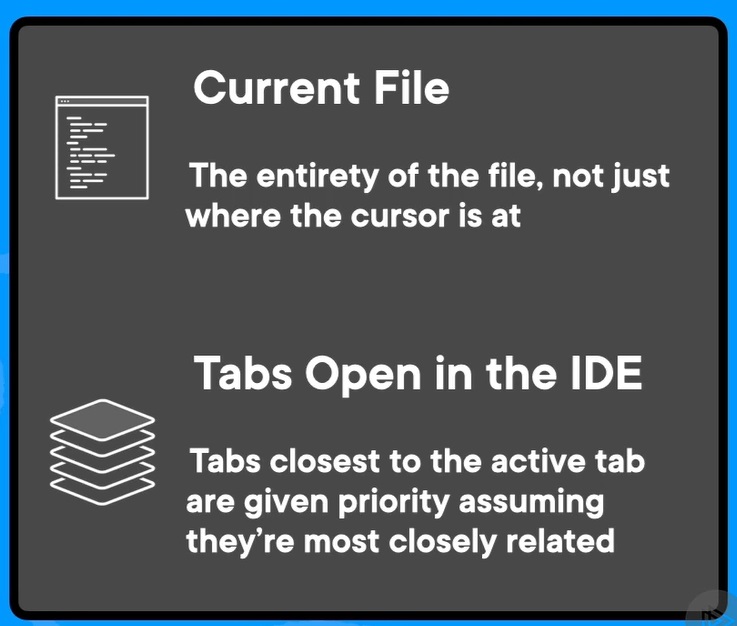 Current File
The entirety of the file, not just
where the cursor is at
Tabs Open in the IDE
Tabs closest to the active tab
are given priority assuming
they’re most closely related